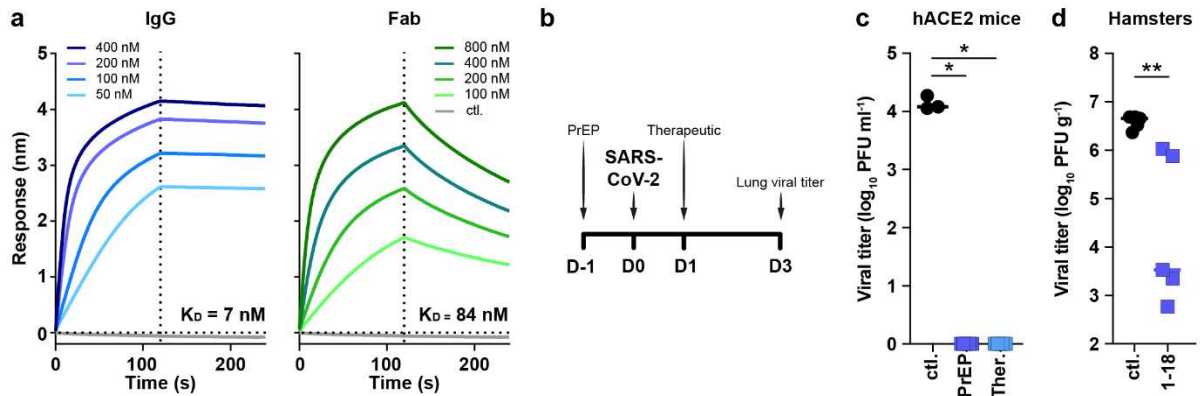 a
IgG
400 nM
200 nM
100 nM
50 nM
5
4
3
2
1
0
Response (nm)
K_D = 7 nM
0
100
200
Time (s)
Fab
800 nM
400 nM
200 nM
100 nM
ctl.
K_D = 84 nM
0
100
200
Time (s)
b
PrEP
SARS-
CoV-2
Therapeutic
Lung viral titer
D-1
D0
D1
D3
c
hACE2 mice
Viral titer (log₁₀ PFU ml⁻¹)
5
4
3
2
1
0
*
*
ctl.
PrEP
Ther.
d
Hamsters
Viral titer (log₁₀ PFU g⁻¹)
7
6
5
4
3
2
**
ctl.
1-18